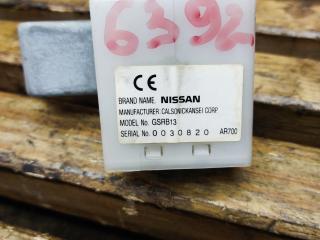 6392
CE
BRAND NAME. NISSAN
MANUFACTURER. CALSONICKANSEI CORP
MODEL No. GSRB13
SERIAL No. 0030820 AR700